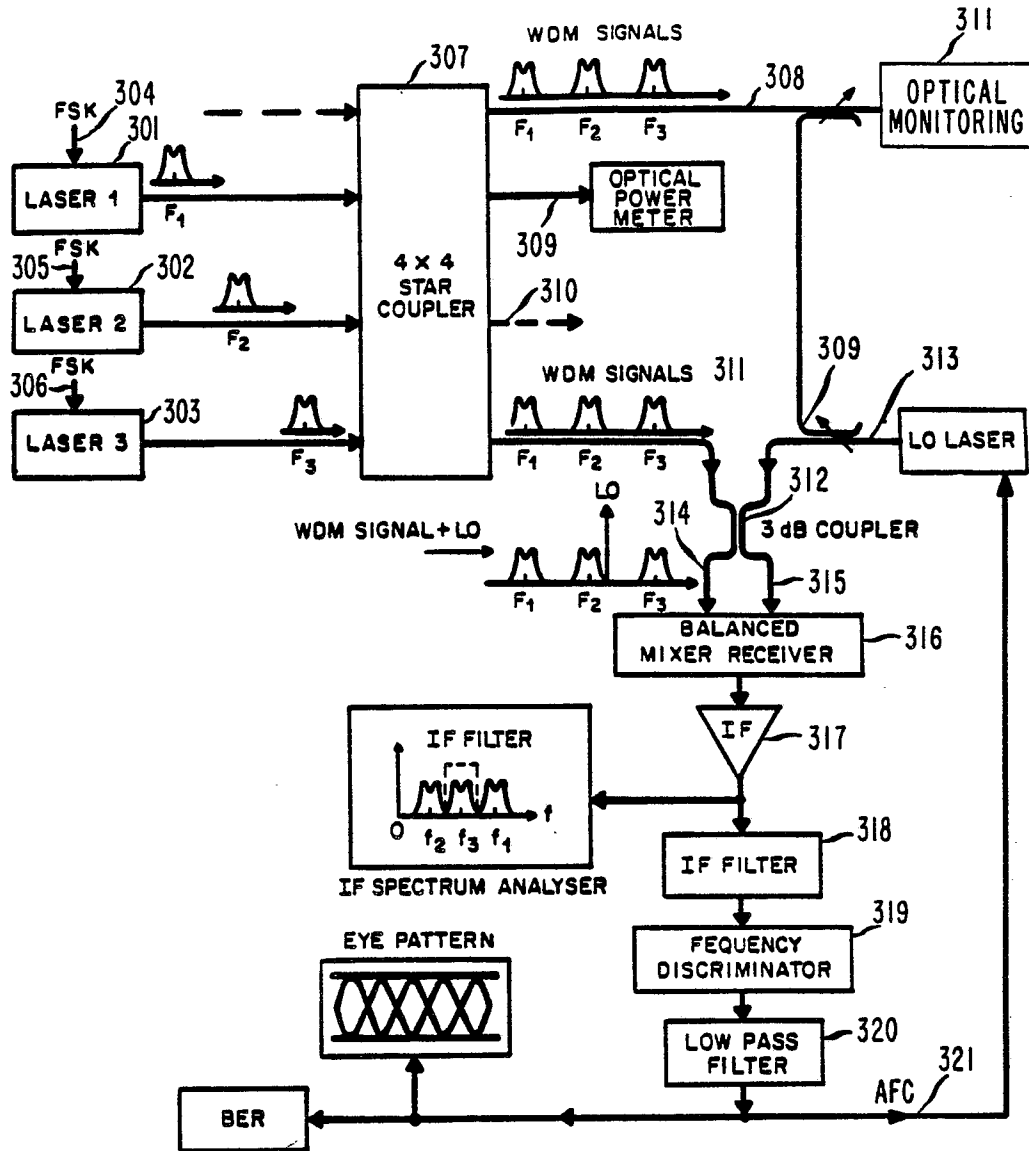 WDM SIGNALS
307
311
304
FSK
301
308
OPTICAL
MONITORING
F1
F2
F3
LASER 1
F1
OPTICAL
POWER
METER
309
FSK
305
302
4 X 4
STAR
COUPLER
310
LASER 2
F2
FSK
306
303
WDM SIGNALS
311
309
313
LASER 3
F3
F1
F2
F3
LO LASER
LO
314
312
3 dB COUPLER
WDM SIGNAL+LO
315
F1
F2
F3
BALANCED
MIXER RECEIVER
316
IF
317
IF FILTER
O
f2
f3
f1
f
318
IF FILTER
IF SPECTRUM ANALYSER
319
EYE PATTERN
FEQUENCY
DISCRIMINATOR
320
LOW PASS
FILTER
AFC
321
BER